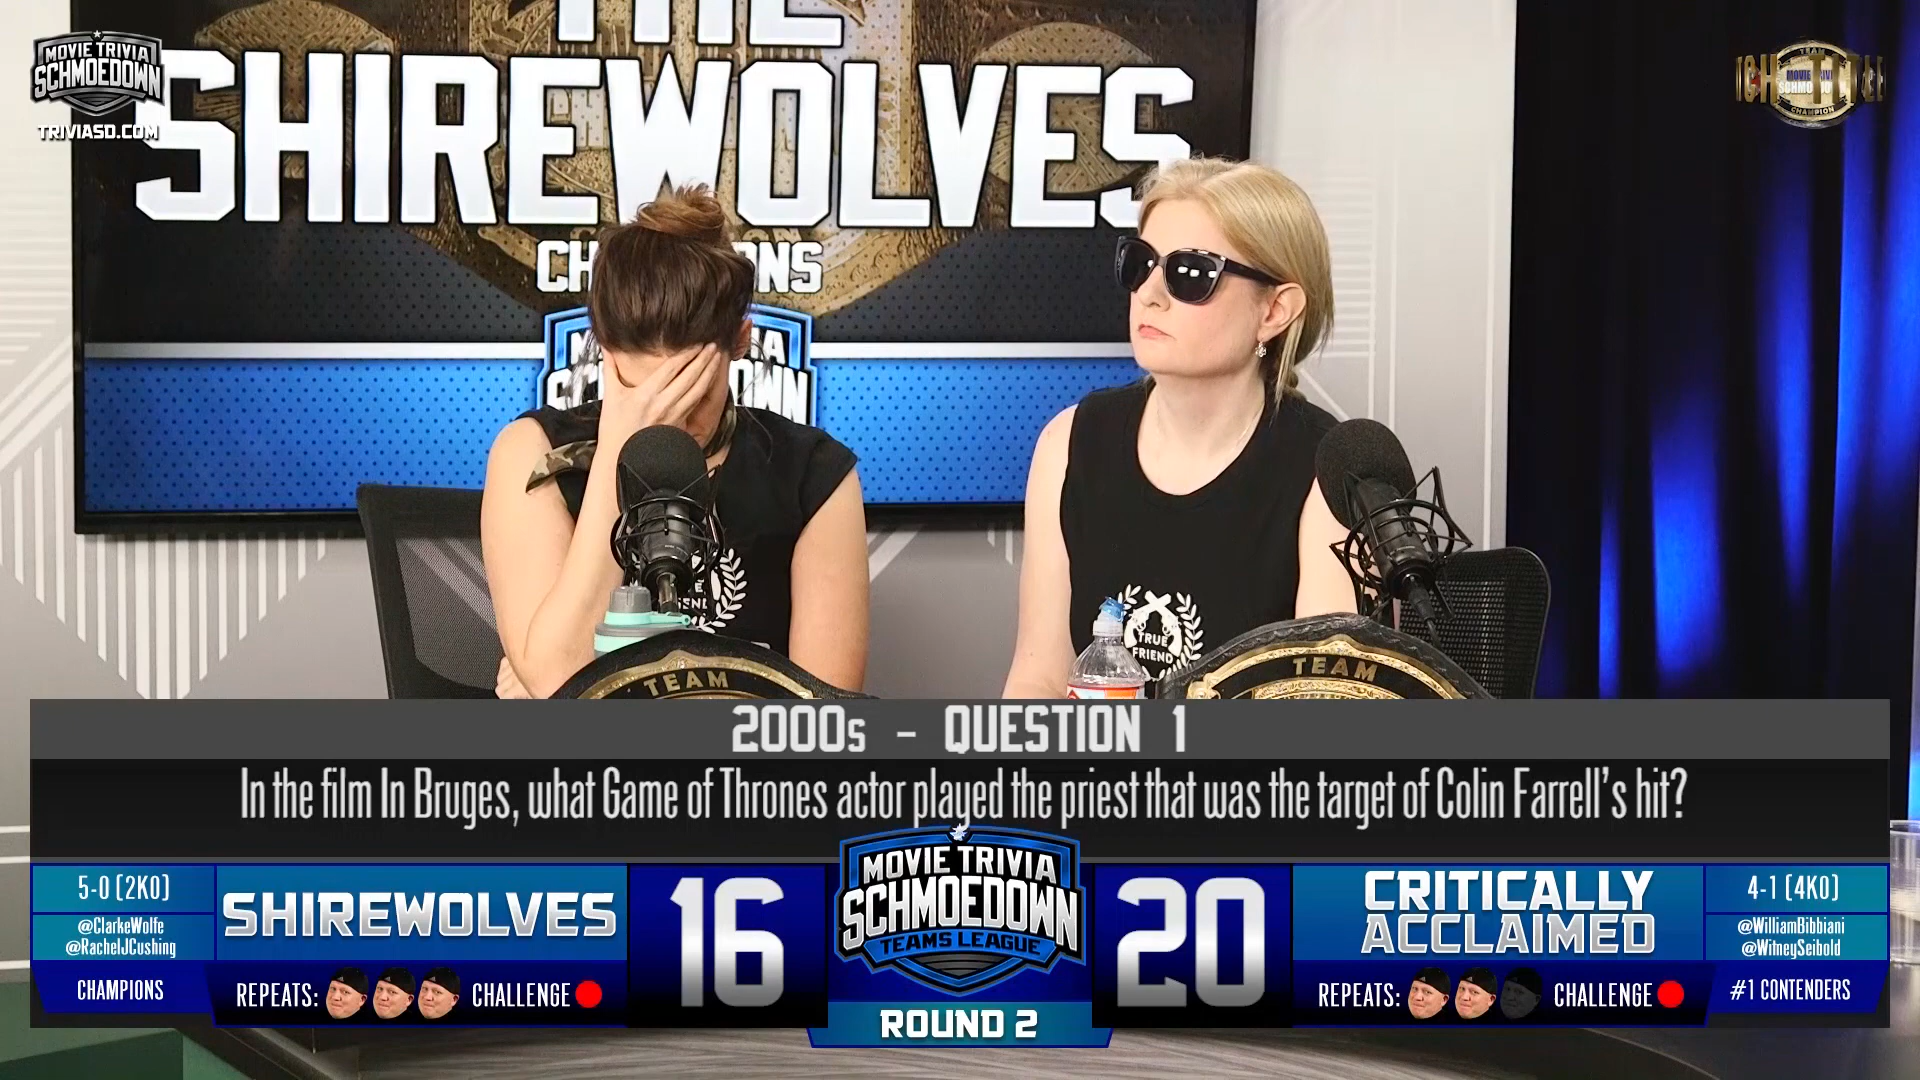 MOVIE TRIVIA
SCHMOEDOWN
TRIVIASD.COM
THE
SHIREWOLVES
TEAM
CHAMPION
TRUE
FRIEND
TEAM
TEAM
2000s - QUESTION 1
In the film In Bruges, what Game of Thrones actor played the priest that was the target of Colin Farrell's hit?
5-0 (2KO)
@ClarkeWolfe
@RachelJCushing
CHAMPIONS
SHIREWOLVES
REPEATS: CHALLENGE
16
MOVIE TRIVIA
SCHMOEDOWN
TEAMS LEAGUE
ROUND 2
20
CRITICALLY
ACCLAIMED
REPEATS: CHALLENGE
4-1 (4KO)
@WilliamBibbiani
@WitneySeibold
#1 CONTENDERS